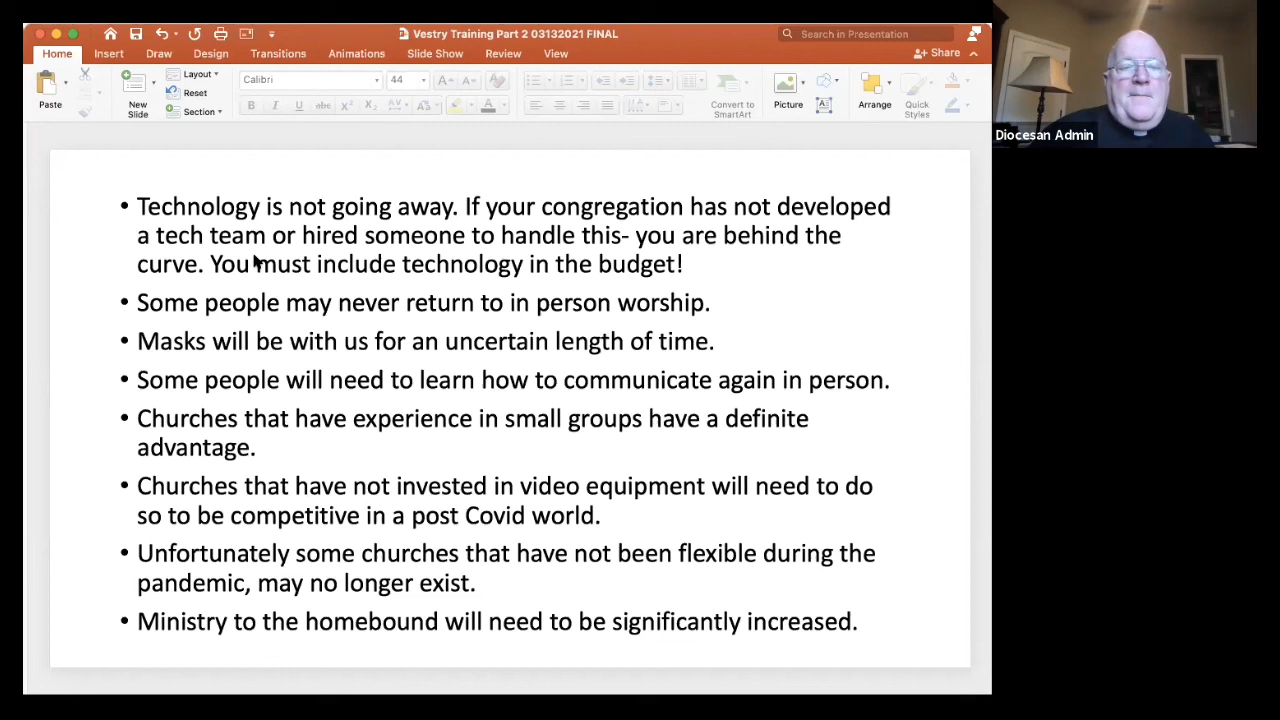 Vestry Training Part 2 03132021 FINAL
Search in Presentation
Home Insert Draw Design Transitions Animations Slide Show Review View
Share
Paste
New
Slide
Layout
Reset
Section
Calibri
44
Convert to
SmartArt
Picture
Arrange
Quick
Styles
Diocesan Admin
• Technology is not going away. If your congregation has not developed
a tech team or hired someone to handle this- you are behind the
curve. You must include technology in the budget!
• Some people may never return to in person worship.
• Masks will be with us for an uncertain length of time.
• Some people will need to learn how to communicate again in person.
• Churches that have experience in small groups have a definite
advantage.
• Churches that have not invested in video equipment will need to do
so to be competitive in a post Covid world.
• Unfortunately some churches that have not been flexible during the
pandemic, may no longer exist.
• Ministry to the homebound will need to be significantly increased.